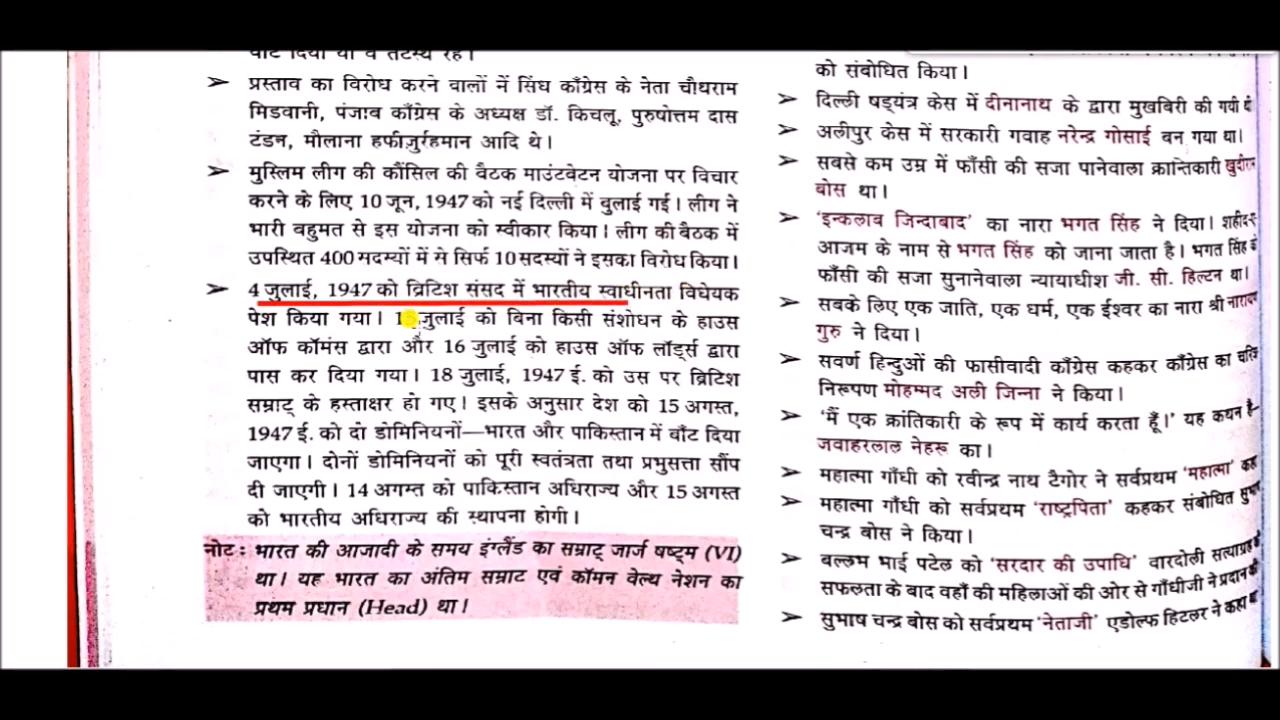 बाँट दिया या वे तटस्थ रहे।
➢ प्रस्ताव का विरोध करने वालों नें सिंध काँग्रेस के नेता चौथराम
मिडवानी, पंजाव काँग्रेस के अध्यक्ष डॉ. किचलू, पुरुषोत्तम दास
टंडन, मौलाना हफीज़ुर्रहमान आदि थे।
➢ मुस्लिम लीग की कौंसिल की वैटक माउंटवेटन योजना पर विचार
करने के लिए 10 जून, 1947 को नई दिल्ली में वुलाई गई। लीग ने
भारी वहुमत से इस योजना को स्वीकार किया। लीग की बैठक में
उपस्थित 400 सदस्यों में से सिर्फ 10 सदस्यों ने इसका विरोध किया।
➢ 4 जुलाई, 1947 को व्रिटिश संसद में भारतीय स्वाधीनता विधेयक
पेश किया गया। जुलाई को विना किसी संशोधन के हाउस
ऑफ कॉमंस द्वारा और 16 जुलाई को हाउस ऑफ लॉर्ड्स द्वारा
पास कर दिया गया। 18 जुलाई, 1947 ई. को उस पर व्रिटिश
सम्राट् के हस्ताक्षर हो गए। इसके अनुसार देश को 15 अगस्त,
1947 ई. को दो डोमिनियनों—भारत और पाकिस्तान में वाँट दिया
जाएगा। दोनों डोमिनियनों को पूरी स्वतंत्रता तथा प्रभुसत्ता सौंप
दी जाएगी। 14 अगस्त को पाकिस्तान अधिराज्य और 15 अगस्त
को भारतीय अधिराज्य की स्थापना होगी।
नोट : भारत की आजादी के समय इंग्लैंड का सम्राट् जार्ज षष्ट्म (VI)
था। यह भारत का अंतिम सम्राट एवं कॉमन वेल्थ नेशन का
प्रथम प्रधान (Head) था।
को संबोधित किया।
➢ दिल्ली षड्यंत्र केस में दीनानाथ के द्वारा मुखबिरी की गयी थी
➢ अलीपुर केस में सरकारी गवाह नरेन्द्र गोसाई बन गया था।
➢ सबसे कम उम्र में फाँसी की सजा पानेवाला क्रान्तिकारी खुदीराम
बोस था।
➢ 'इन्कलाब जिन्दाबाद' का नारा भगत सिंह ने दिया। शहीद-ए-
आजम के नाम से भगत सिंह को जाना जाता है। भगत सिंह को
फाँसी की सजा सुनानेवाला न्यायाधीश जी. सी. हिल्टन था।
➢ सबके लिए एक जाति, एक धर्म, एक ईश्वर का नारा श्री नारायण
गुरु ने दिया।
➢ सवर्ण हिन्दुओं की फासीवादी काँग्रेस कहकर काँग्रेस का चरित्र
निरूपण मोहम्मद अली जिन्ना ने किया।
➢ 'मैं एक क्रांतिकारी के रूप में कार्य करता हूँ।' यह कथन है—
जवाहरलाल नेहरू का।
➢ महात्मा गाँधी को रवीन्द्र नाथ टैगोर ने सर्वप्रथम 'महात्मा' कहा
➢ महात्मा गाँधी को सर्वप्रथम 'राष्ट्रपिता' कहकर संबोधित सुभाष
चन्द्र बोस ने किया।
➢ बल्लभ भाई पटेल को 'सरदार की उपाधि' वारदोली सत्याग्रह की
सफलता के बाद वहाँ की महिलाओं की ओर से गाँधीजी ने प्रदान की
➢ सुभाष चन्द्र बोस को सर्वप्रथम 'नेताजी' एडोल्फ हिटलर ने कहा था